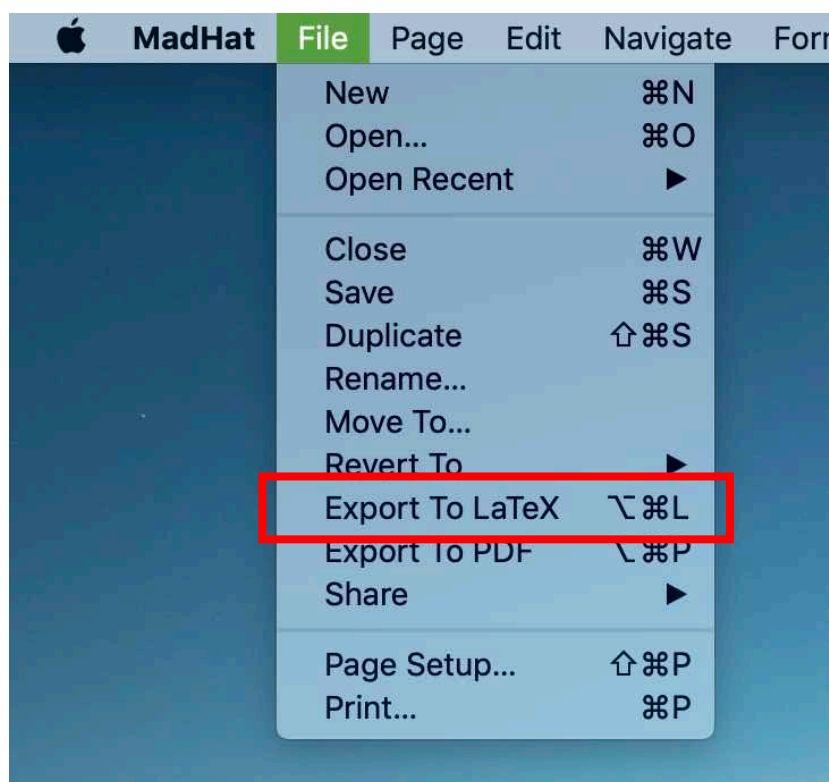 MadHat File Page Edit Navigate Forr
New ⌘N
Open... ⌘O
Open Recent ▶
Close ⌘W
Save ⌘S
Duplicate ⇧⌘S
Rename...
Move To...
Revert To ▶
Export To LaTeX ⌥⌘L
Export To PDF ⌥⌘P
Share ▶
Page Setup... ⇧⌘P
Print... ⌘P